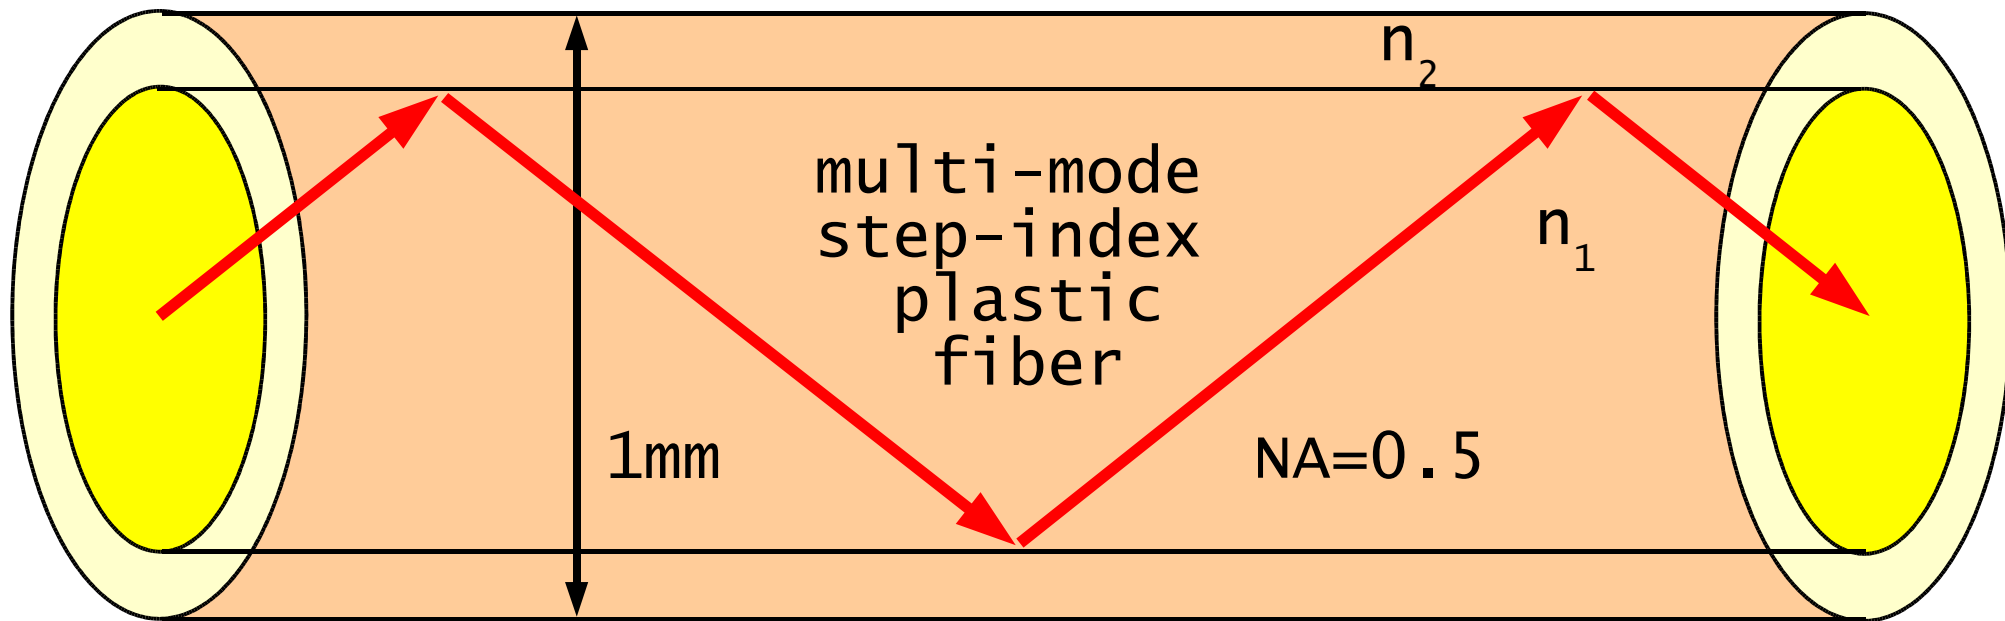 n₂
multi-mode
step-index
n₁
plastic
fiber
1mm
NA=0.5